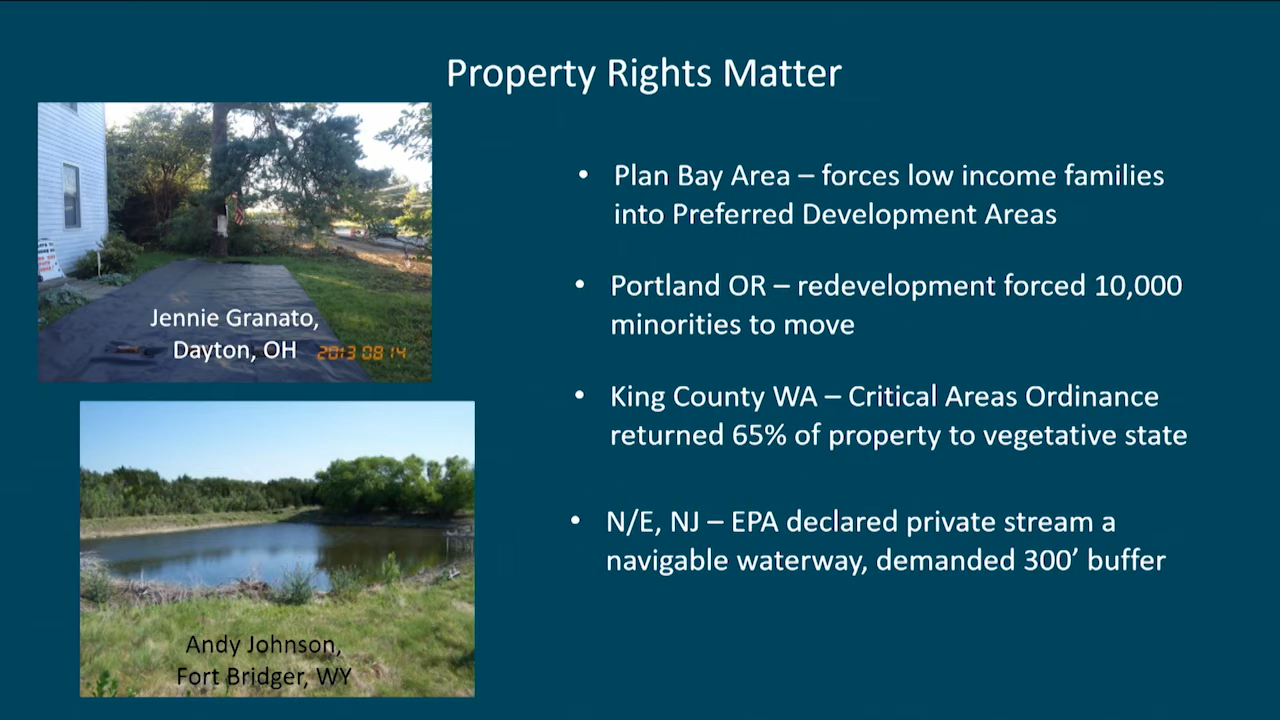 Property Rights Matter
Jennie Granato,
Dayton, OH
2013 08 14
Andy Johnson,
Fort Bridger, WY
• Plan Bay Area – forces low income families
into Preferred Development Areas
• Portland OR – redevelopment forced 10,000
minorities to move
• King County WA – Critical Areas Ordinance
returned 65% of property to vegetative state
• N/E, NJ – EPA declared private stream a
navigable waterway, demanded 300’ buffer